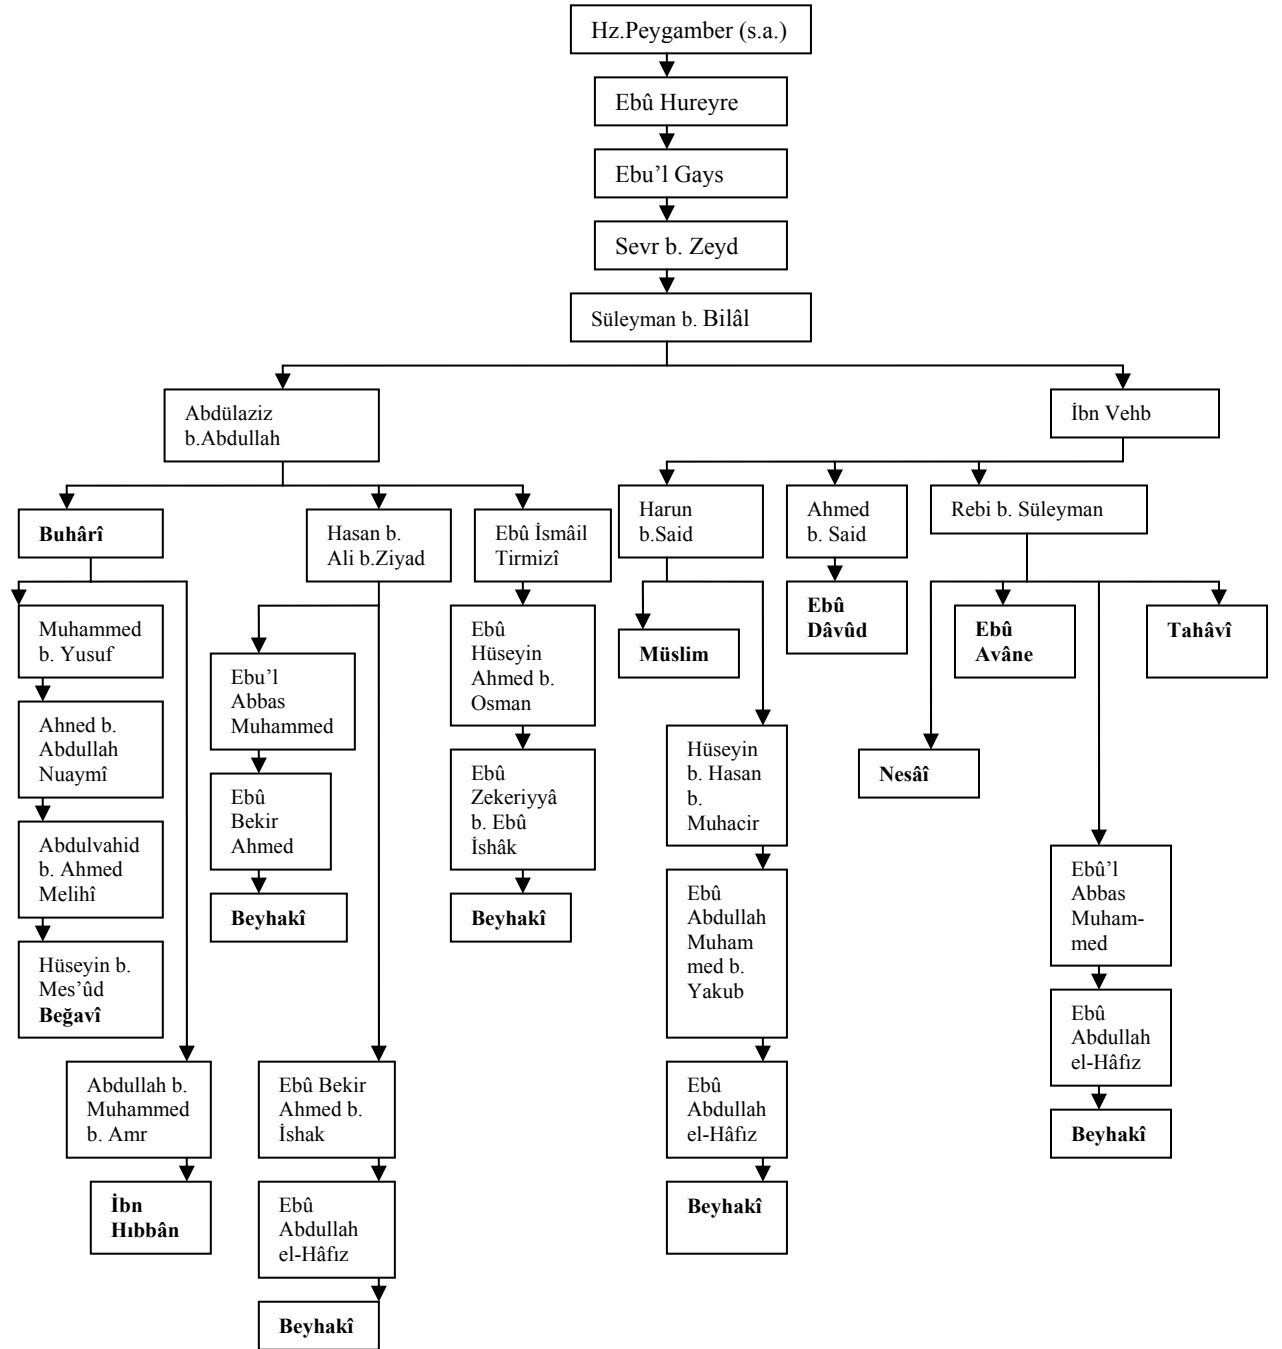 Hz.Peygamber (s.a.)
Ebû Hureyre
Ebu’l Gays
Sevr b. Zeyd
Süleyman b. Bilâl
Abdülaziz
b.Abdullah
İbn Vehb
Buhârî
Hasan b.
Ali b.Ziyad
Ebû İsmâil
Tirmizî
Harun
b.Said
Ahmed
b. Said
Rebi b. Süleyman
Muhammed
b. Yusuf
Ahned b.
Abdullah
Nuaymî
Abdulvahid
b. Ahmed
Melihî
Hüseyin b.
Mes’ûd
Beğavî
Abdullah b.
Muhammed
b. Amr
İbn
Hıbbân
Ebu’l
Abbas
Muhammed
Ebû
Bekir
Ahmed
Beyhakî
Ebû Bekir
Ahmed b.
İshak
Ebû
Abdullah
el-Hâfız
Beyhakî
Ebû
Hüseyin
Ahmed b.
Osman
Ebû
Zekeriyyâ
b. Ebû
İshâk
Beyhakî
Müslim
Hüseyin
b. Hasan
b.
Muhacir
Ebû
Abdullah
Muham
med b.
Yakub
Ebû
Abdullah
el-Hâfız
Beyhakî
Ebû
Dâvûd
Nesâî
Ebû
Avâne
Ebû’l
Abbas
Muham-
med
Ebû
Abdullah
el-Hâfız
Beyhakî
Tahâvî